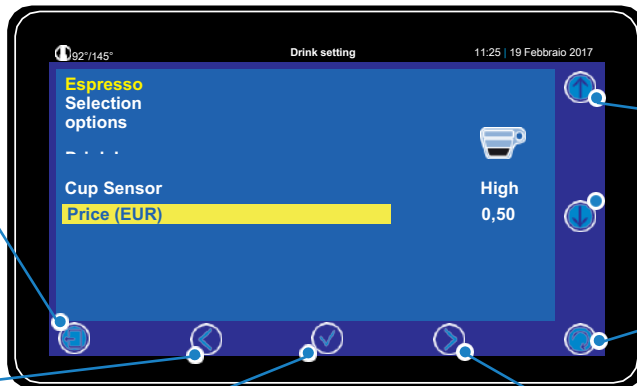 92°/145°
Drink setting
11:25 | 19 Febbraio 2017
Espresso
Selection
options
Cup Sensor High
Price (EUR) 0,50